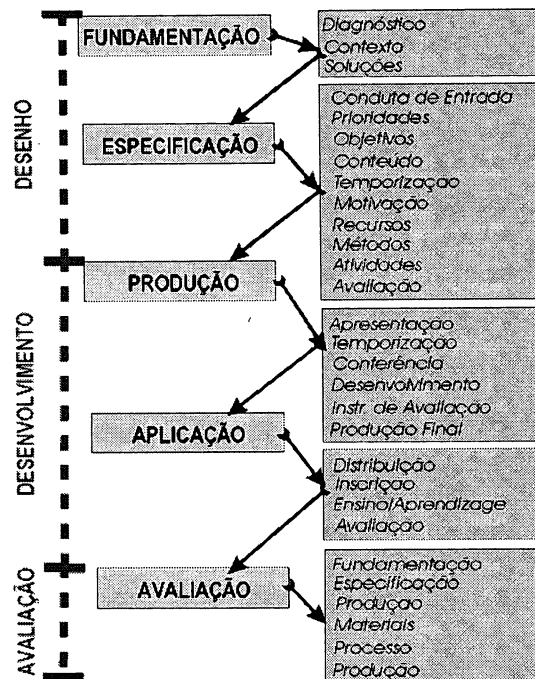 DESENHO
FUNDAMENTAÇÃO
Diagnóstico
Contexto
Soluções
ESPECIFICAÇÃO
Conduta de Entrada
Prioridades
Objetivos
Conteúdo
Temporização
Motivação
Recursos
Métodos
Atividades
Avaliação
DESENVOLVIMENTO
PRODUÇÃO
Apresentação
Temporização
Conferência
Desenvolvimento
Instr. de Avaliação
Produção Final
APLICAÇÃO
Distribuição
Inscrição
Ensino/Aprendizage
Avaliação
AVALIAÇÃO
AVALIAÇÃO
Fundamentação
Especificação
Produção
Materiais
Processo
Produção